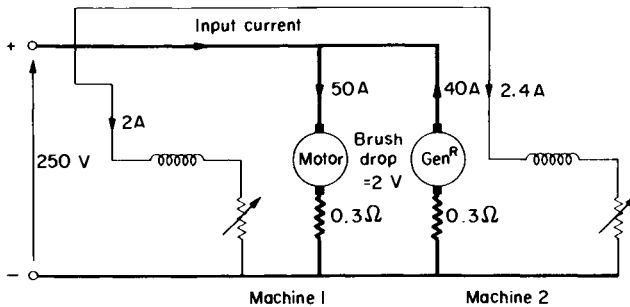 Input current
+
50A
40A
2.4A
2A
250 V
Motor
Brush
drop
=2 V
Genᴿ
0.3Ω
0.3Ω
−
Machine 1
Machine 2